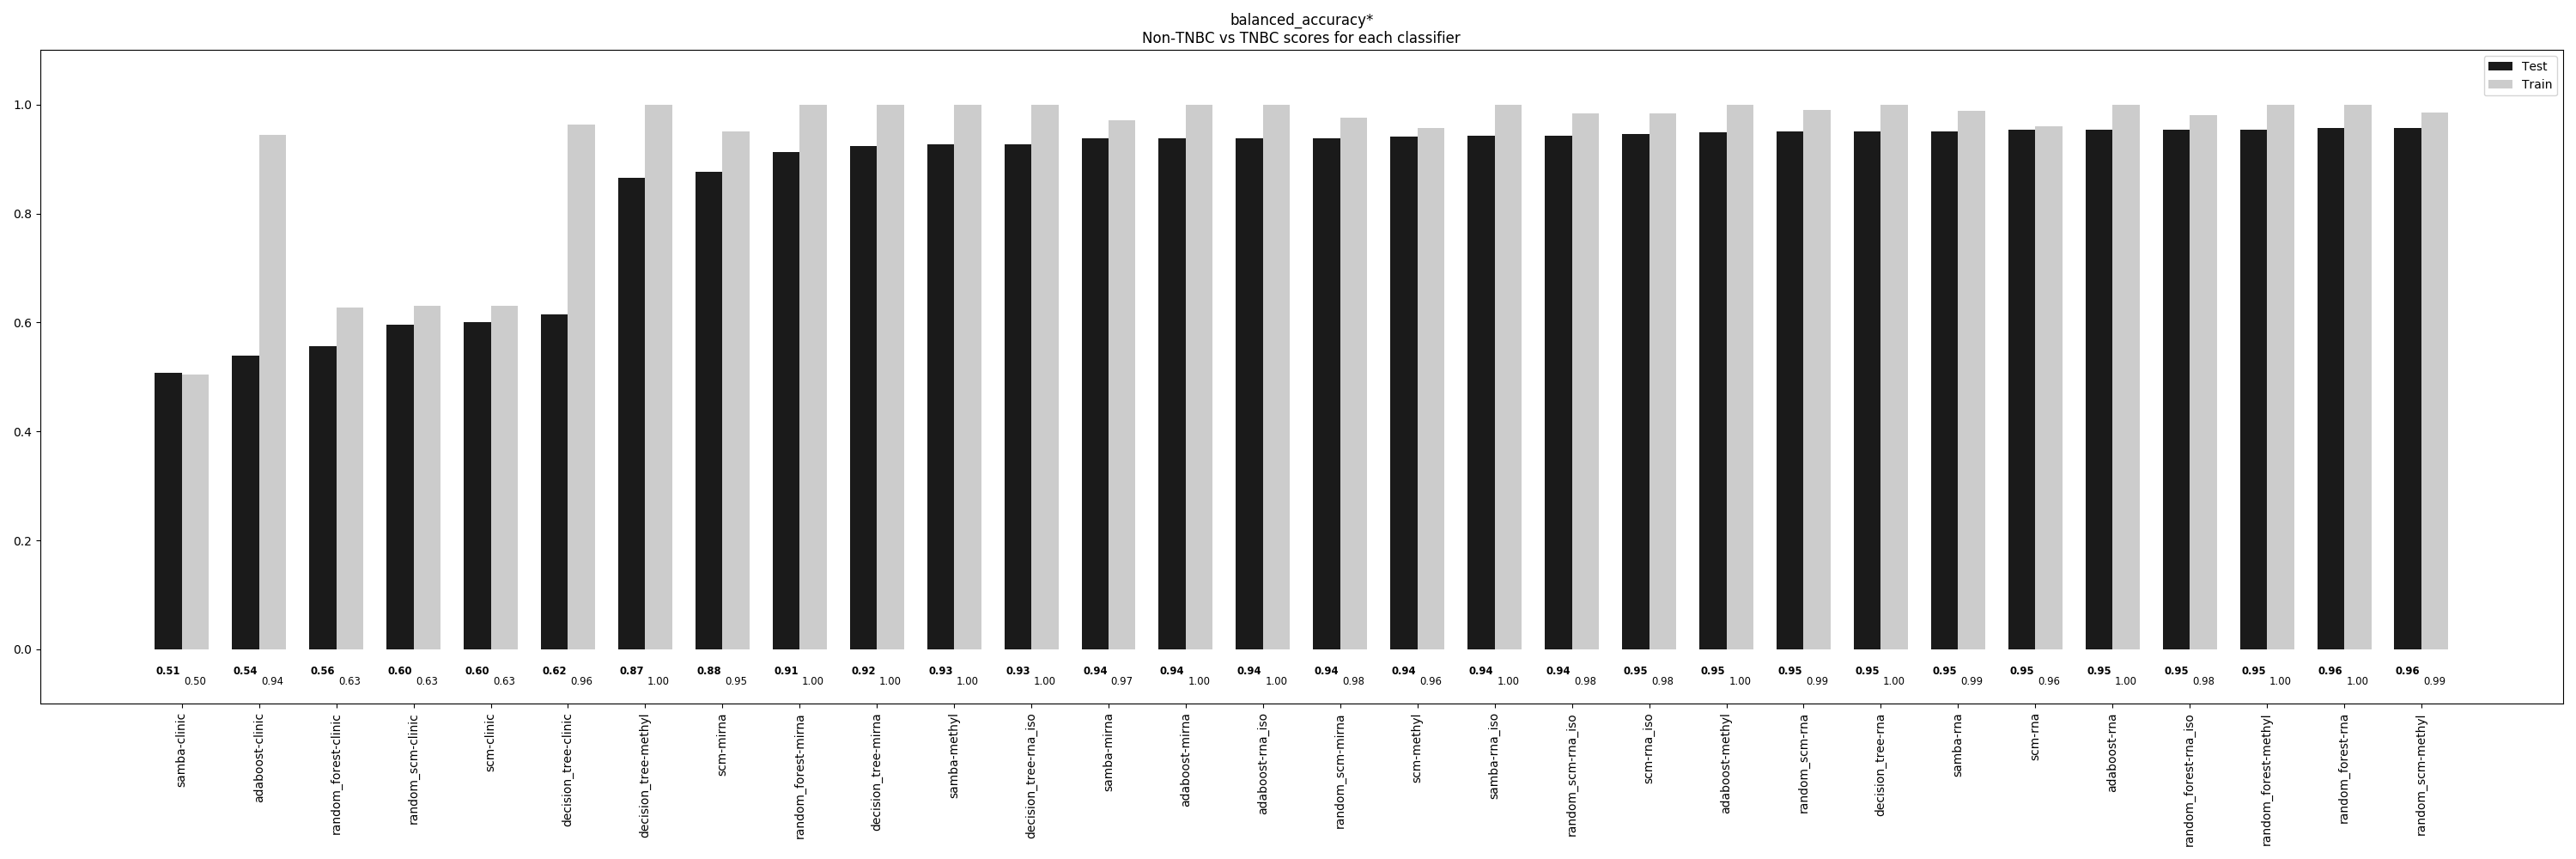 balanced_accuracy*
Non-TNBC vs TNBC scores for each classifier
Test
Train
1.0
0.8
0.6
0.4
0.2
0.0
0.51 0.54 0.56 0.60 0.60 0.62 0.87 0.88 0.91 0.92 0.93 0.93 0.94 0.94 0.94 0.94 0.94 0.94 0.94 0.95 0.95 0.95 0.95 0.95 0.95 0.95 0.95 0.95 0.96 0.96
0.50 0.94 0.63 0.63 0.63 0.96 1.00 0.95 1.00 1.00 1.00 1.00 0.97 1.00 1.00 0.98 0.96 1.00 0.98 0.98 1.00 0.99 1.00 0.99 0.96 1.00 0.98 1.00 1.00 0.99
samba-clinic
adaboost-clinic
random_forest-clinic
random_scm-clinic
scm-clinic
decision_tree-clinic
decision_tree-methyl
scm-mirna
random_forest-mirna
decision_tree-mirna
samba-methyl
decision_tree-rna_iso
samba-mirna
adaboost-mirna
adaboost-rna_iso
random_scm-mirna
scm-methyl
samba-rna_iso
random_scm-rna_iso
scm-rna_iso
adaboost-methyl
random_scm-rna
decision_tree-rna
samba-rna
scm-rna
adaboost-rna
random_forest-rna_iso
random_forest-methyl
random_forest-rna
random_scm-methyl